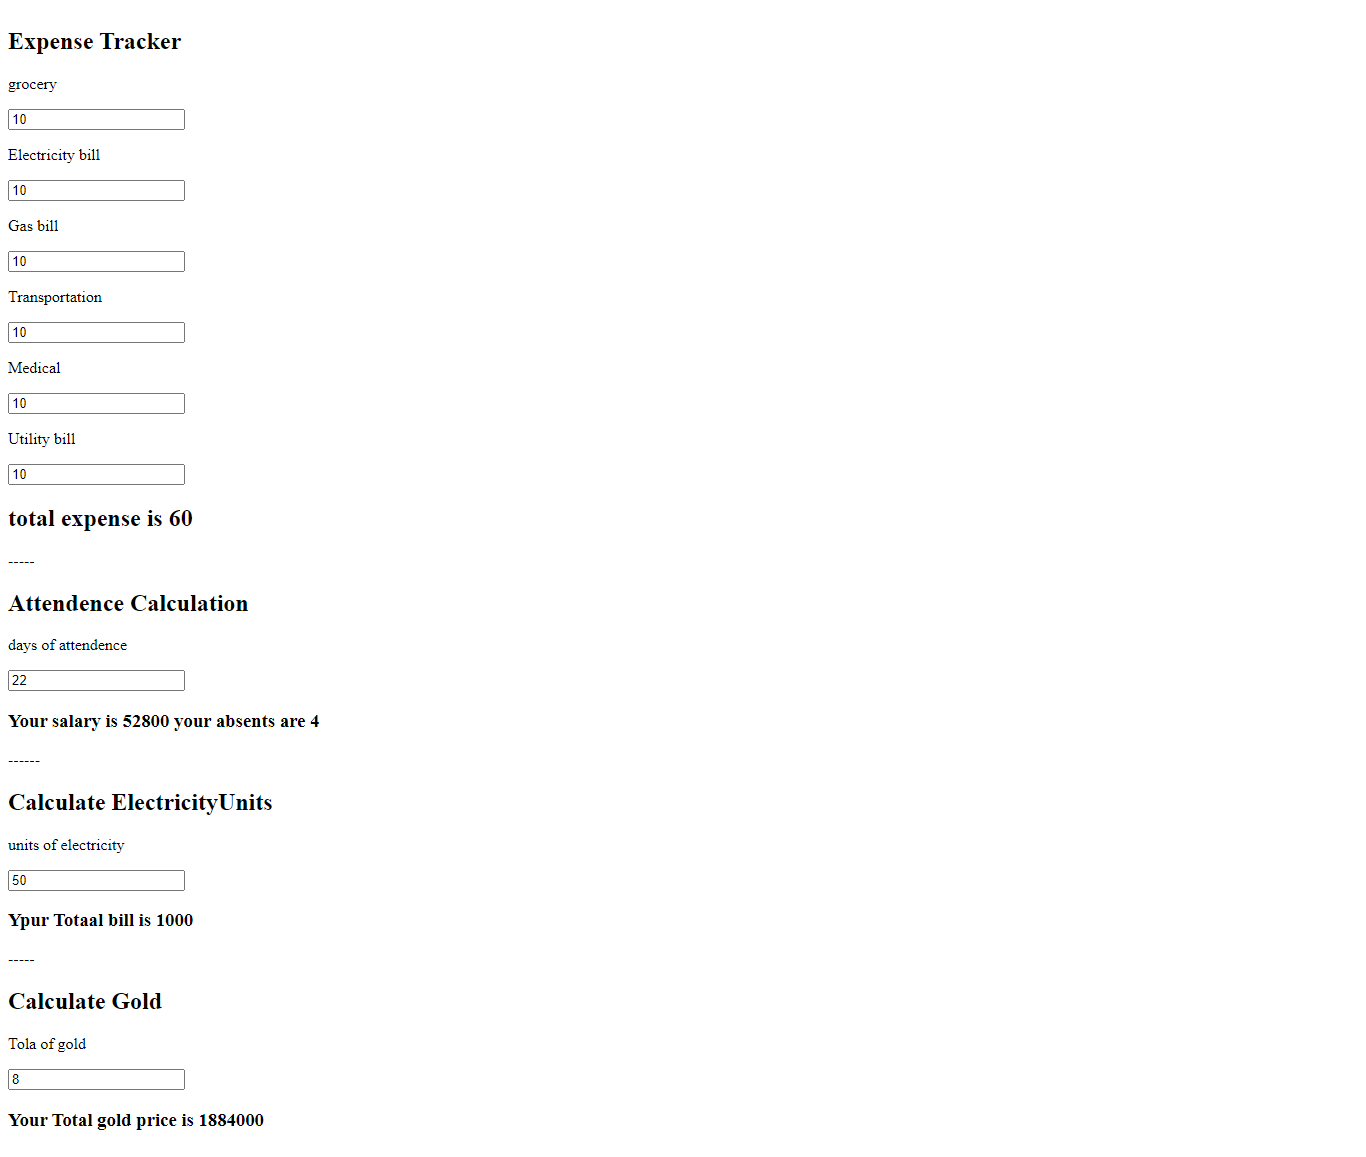 Expense Tracker
grocery
10
Electricity bill
10
Gas bill
10
Transportation
10
Medical
10
Utility bill
10
total expense is 60
-----
Attendence Calculation
days of attendence
22
Your salary is 52800 your absents are 4
------
Calculate ElectricityUnits
units of electricity
50
Ypur Totaal bill is 1000
-----
Calculate Gold
Tola of gold
8
Your Total gold price is 1884000